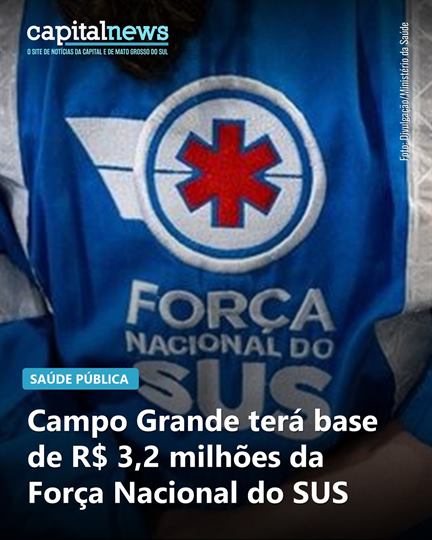 capitalnews
O SITE DE NOTÍCIAS DA CAPITAL E DE MATO GROSSO DO SUL
Foto: Divulgação/Ministério da Saúde
FORÇA
NACIONAL DO
SUS
SAÚDE PÚBLICA
Campo Grande terá base
de R$ 3,2 milhões da
Força Nacional do SUS